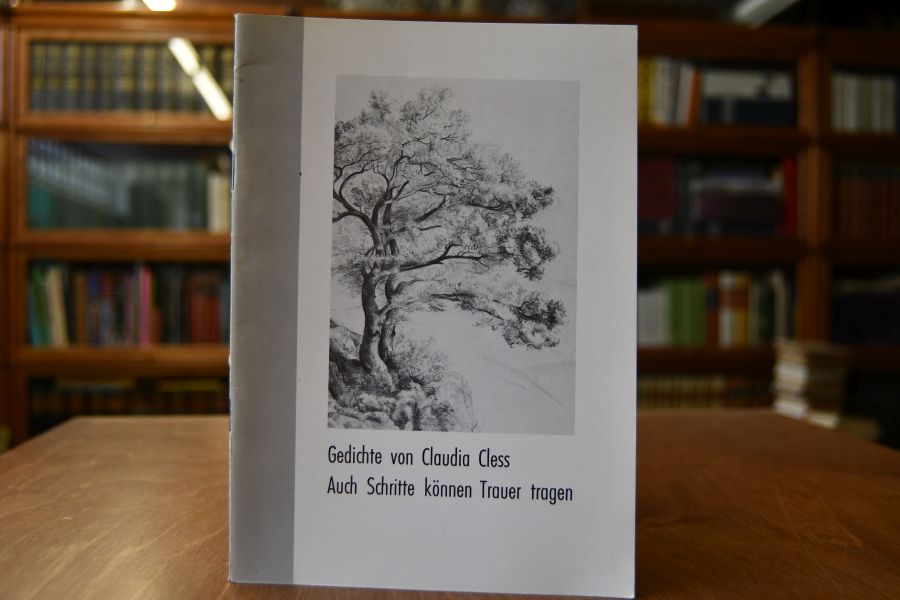 Gedichte von Claudia Cless
Auch Schritte können Trauer tragen